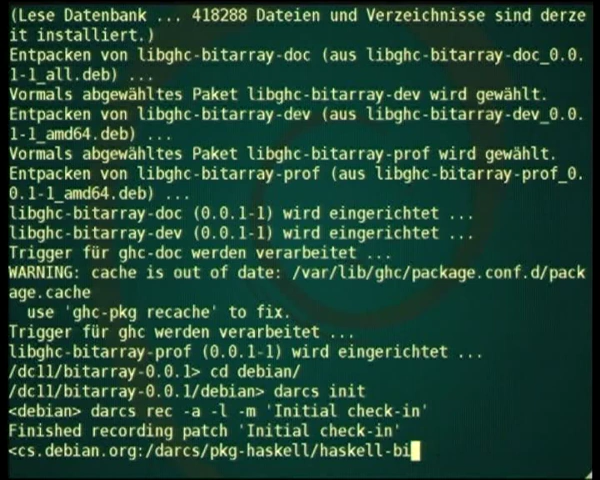 (Lese Datenbank ... 418288 Dateien und Verzeichnisse sind derze
it installiert.)
Entpacken von libghc-bitarray-doc (aus libghc-bitarray-doc_0.0.
1-1_all.deb) ...
Vormals abgewähltes Paket libghc-bitarray-dev wird gewählt.
Entpacken von libghc-bitarray-dev (aus libghc-bitarray-dev_0.0.
1-1_amd64.deb) ...
Vormals abgewähltes Paket libghc-bitarray-prof wird gewählt.
Entpacken von libghc-bitarray-prof (aus libghc-bitarray-prof_0.
0.1-1_amd64.deb) ...
libghc-bitarray-doc (0.0.1-1) wird eingerichtet ...
libghc-bitarray-dev (0.0.1-1) wird eingerichtet ...
Trigger für ghc-doc werden verarbeitet ...
WARNING: cache is out of date: /var/lib/ghc/package.conf.d/pack
age.cache
  use 'ghc-pkg recache' to fix.
Trigger für ghc werden verarbeitet ...
libghc-bitarray-prof (0.0.1-1) wird eingerichtet ...
/dc11/bitarray-0.0.1> cd debian/
/dc11/bitarray-0.0.1/debian> darcs init
<debian> darcs rec -a -l -m 'Initial check-in'
Finished recording patch 'Initial check-in'
<cs.debian.org:/darcs/pkg-haskell/haskell-bi